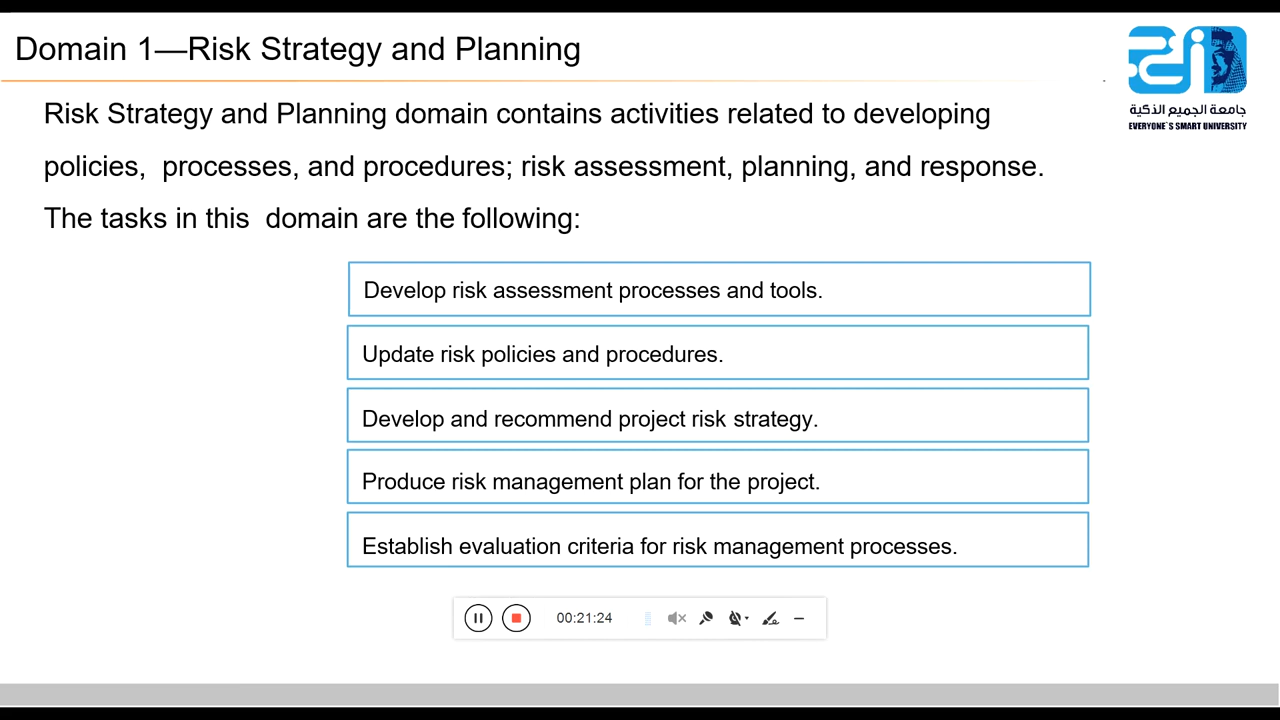 Domain 1—Risk Strategy and Planning
جامعة الجميع الذكية
EVERYONE`S SMART UNIVERSITY
Risk Strategy and Planning domain contains activities related to developing
policies,  processes, and procedures; risk assessment, planning, and response.
The tasks in this  domain are the following:
Develop risk assessment processes and tools.
Update risk policies and procedures.
Develop and recommend project risk strategy.
Produce risk management plan for the project.
Establish evaluation criteria for risk management processes.
00:21:24